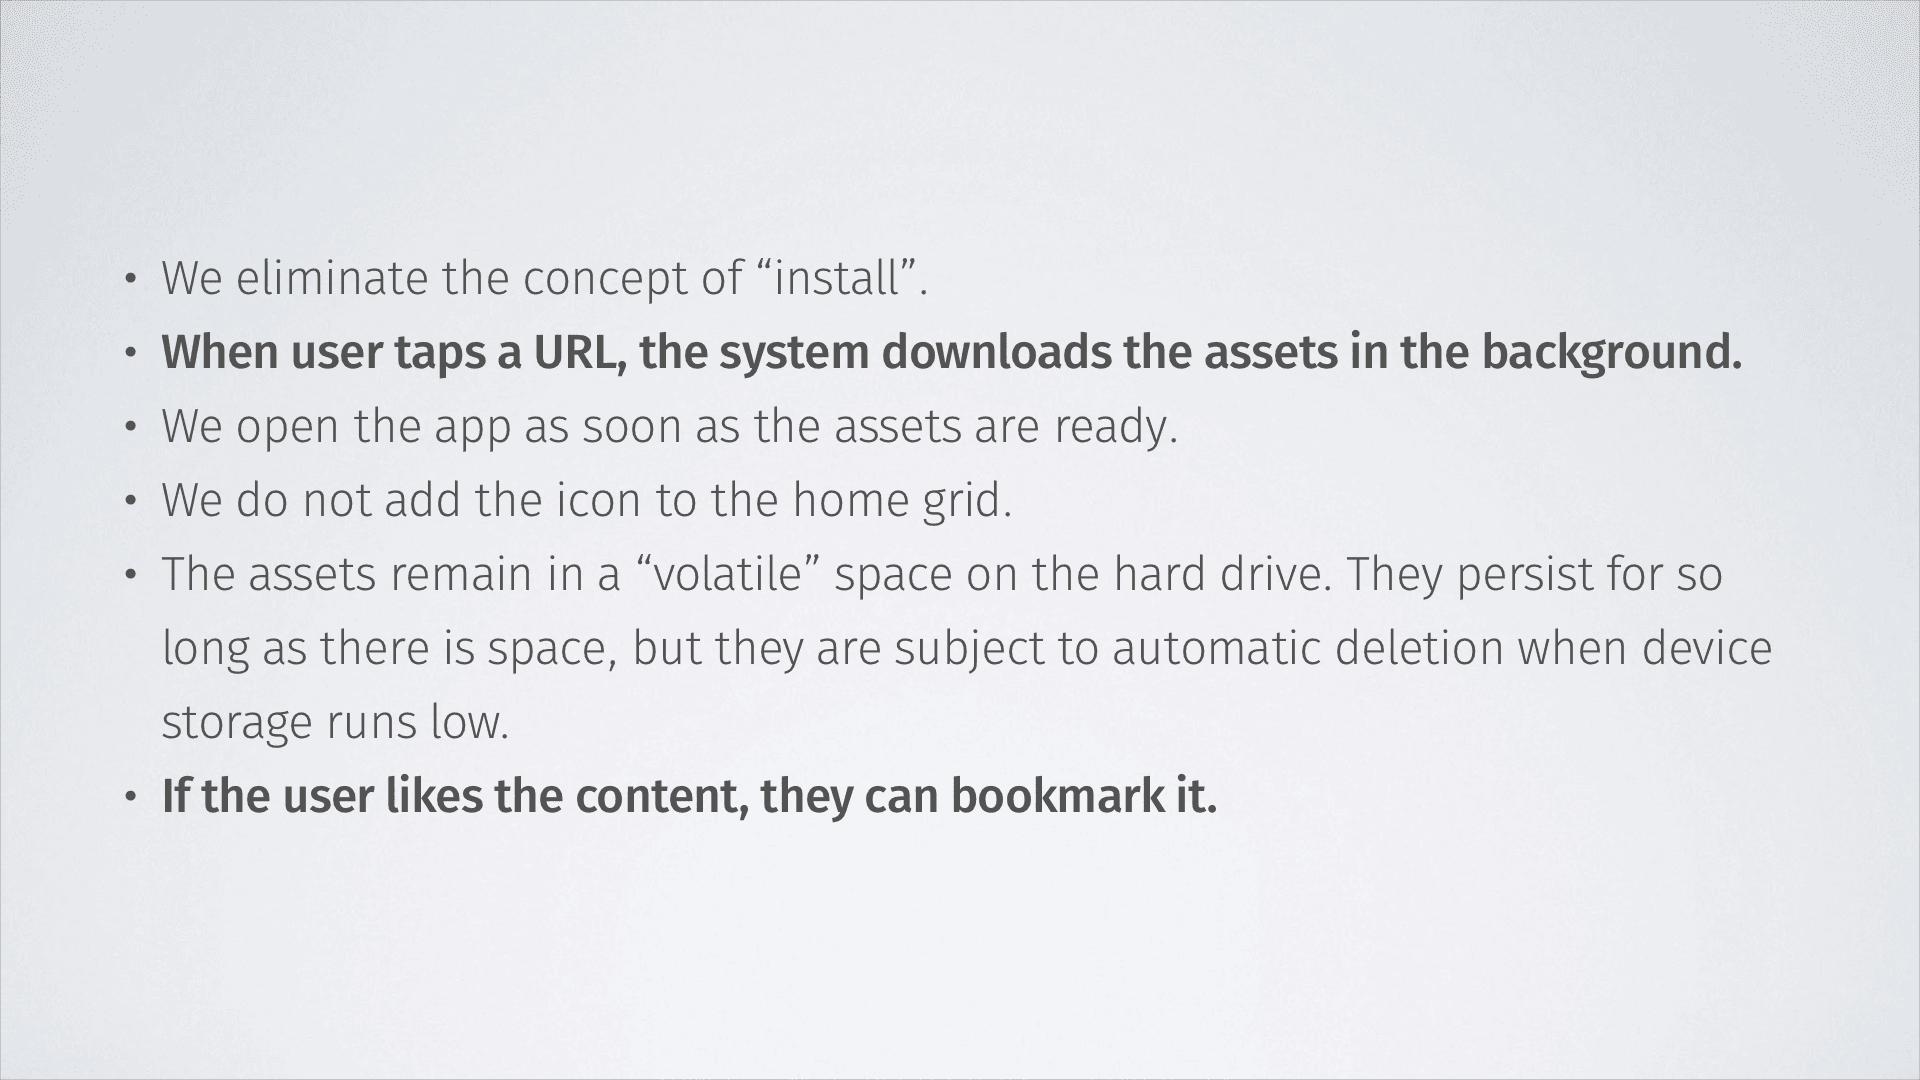 • We eliminate the concept of “install”.
• When user taps a URL, the system downloads the assets in the background.
• We open the app as soon as the assets are ready.
• We do not add the icon to the home grid.
• The assets remain in a “volatile” space on the hard drive. They persist for so
long as there is space, but they are subject to automatic deletion when device
storage runs low.
• If the user likes the content, they can bookmark it.